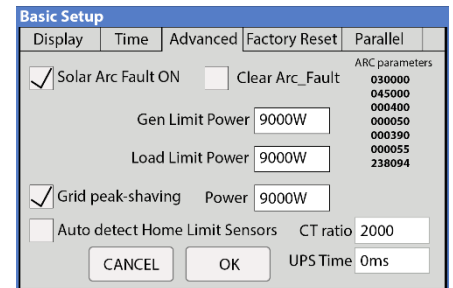 Basic Setup
Display Time Advanced Factory Reset Parallel
Solar Arc Fault ON Clear Arc_Fault
ARC parameters
030000
045000
000400
000050
000390
000055
238094
Gen Limit Power 9000W
Load Limit Power 9000W
Grid peak-shaving Power 9000W
Auto detect Home Limit Sensors CT ratio 2000
CANCEL OK UPS Time 0ms